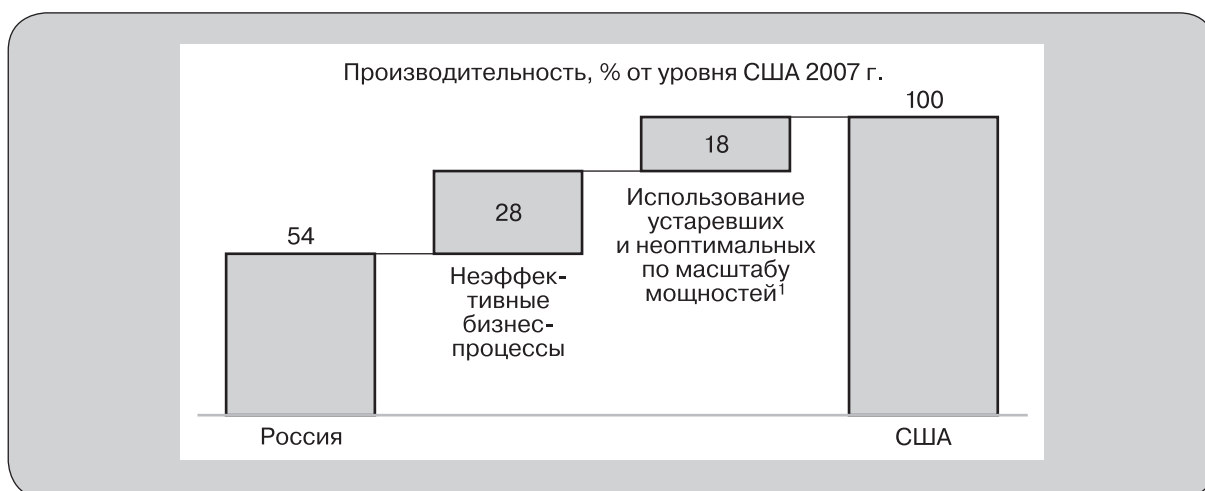 Производительность, % от уровня США 2007 г.
100
18
28
54
Использование
устаревших
и неоптимальных
по масштабу
мощностей¹
Неэффек-
тивные
бизнес-
процессы
Россия
США